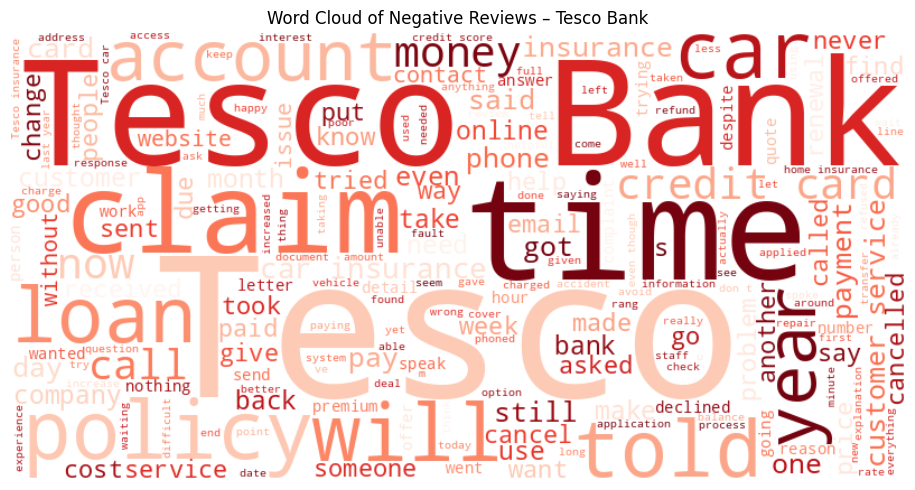 Word Cloud of Negative Reviews – Tesco Bank
address
access
interest
credit score
less
full
offered
card
account
money
insurance
car
never
find
keep
anything
answer
taken
Tesco insurance
last year
change
people
thought
Tesco car
much
happy
poor
Tesco Bank
put
contact
said
trying
left
tell
refund
despite
quote
renewal
line
website
know
issue
used
needed
online
come
response
ask
phone
well
customer
month
tried
even
way
help
home insurance
charge
due
getting
done
saying
credit card
let
good
work
app
claim
take
email
time
called
payment
customer service
person
without
sent
increased
thing
taking
unable
fault
need
got
given
s
even though
complaint
actually
applied
transfer
already
now
document
amount
car insurance
don t
see
received
vehicle
seem
gave
charged
accident
avoid
information
another
year
around
letter
detail
hour
rang
loan
Tesco
took
found
wrong
cover
made
go
really
problem
repair
number
first
cancelled
paid
paying
yet
week
phoned
bank
staff
wanted
question
call
give
system
ve
pay
able
speak
asked
check
say
day
try
send
m
company
increase
nothing
back
better
deal
option
minute
new
explanation
price
experience
waiting
policy
difficult
premium
will
offer
still
make
declined
balance
application
process
told
going
reason
one
everything
end
point
today
cancel
use
cost
service
someone
went
want
date
rate